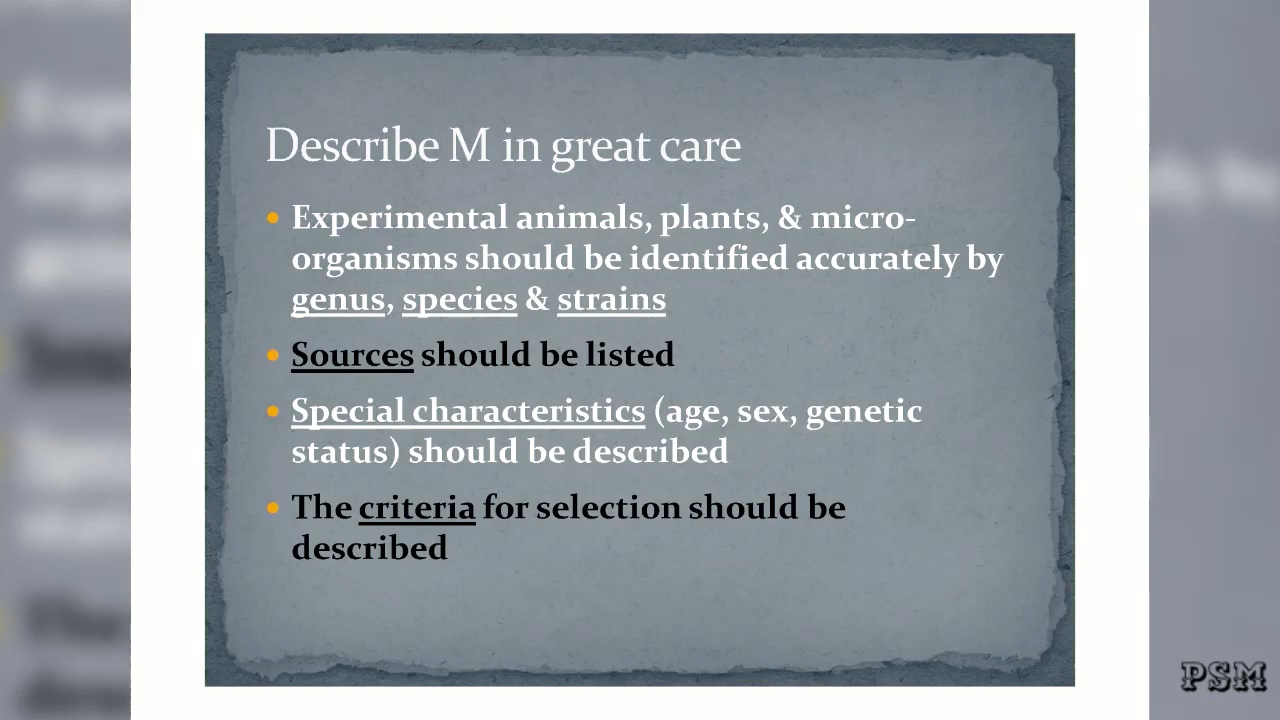 Describe M in great care
Experimental animals, plants, & micro-
organisms should be identified accurately by
genus, species & strains
Sources should be listed
Special characteristics (age, sex, genetic
status) should be described
The criteria for selection should be
described
PSM